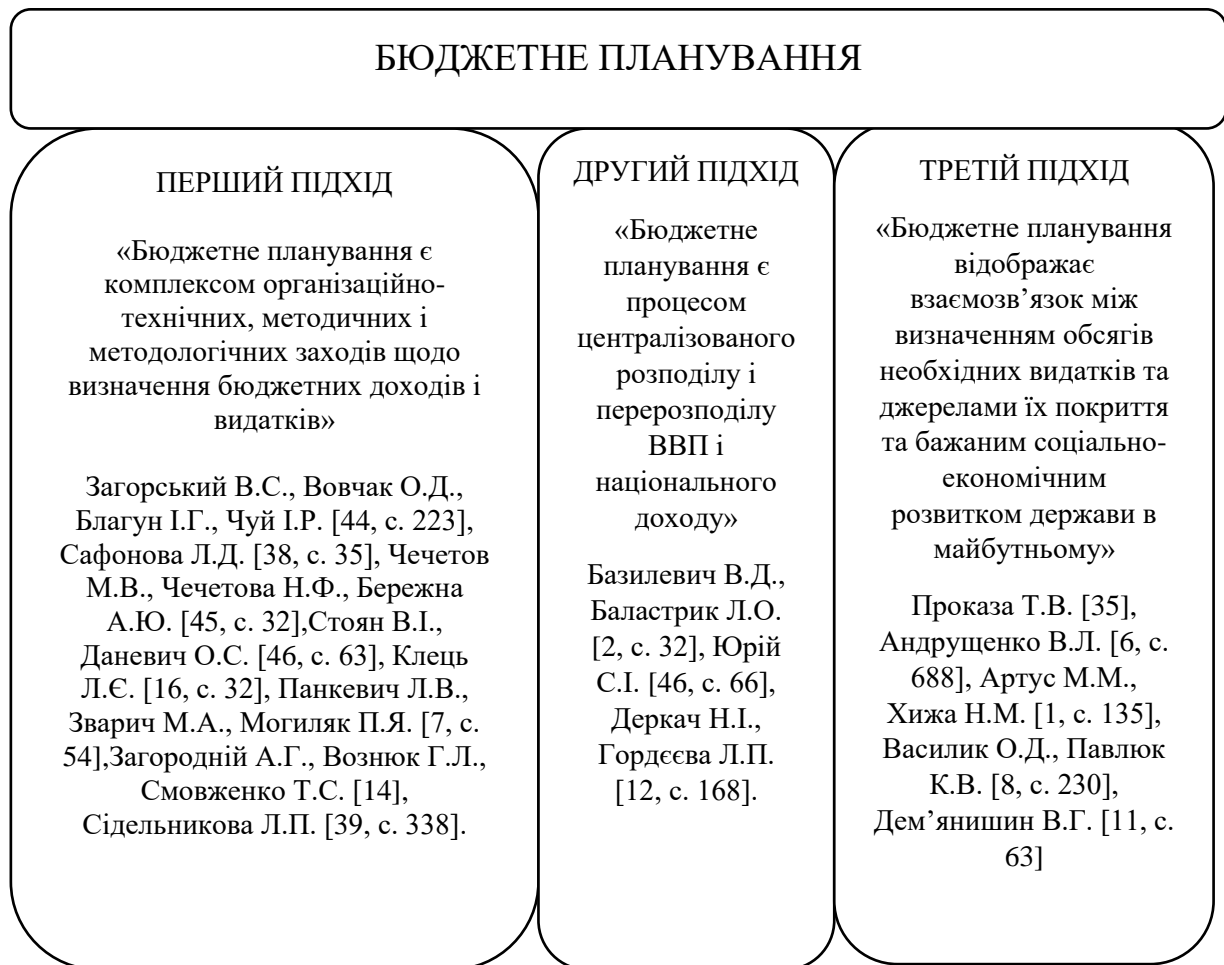 БЮДЖЕТНЕ ПЛАНУВАННЯ
ПЕРШИЙ ПІДХІД
«Бюджетне планування є
комплексом організаційно-
технічних, методичних і
методологічних заходів щодо
визначення бюджетних доходів і
видатків»
Загорський В.С., Вовчак О.Д.,
Благун І.Г., Чуй І.Р. [44, с. 223],
Сафонова Л.Д. [38, с. 35], Чечетов
М.В., Чечетова Н.Ф., Бережна
А.Ю. [45, с. 32],Стоян В.І.,
Даневич О.С. [46, с. 63], Клець
Л.Є. [16, с. 32], Панкевич Л.В.,
Зварич М.А., Могиляк П.Я. [7, с.
54],Загородній А.Г., Вознюк Г.Л.,
Смовженко Т.С. [14],
Сідельникова Л.П. [39, с. 338].
ДРУГИЙ ПІДХІД
«Бюджетне
планування є
процесом
централізованого
розподілу і
перерозподілу
ВВП і
національного
доходу»
Базилевич В.Д.,
Баластрик Л.О.
[2, с. 32], Юрій
С.І. [46, с. 66],
Деркач Н.І.,
Гордєєва Л.П.
[12, с. 168].
ТРЕТІЙ ПІДХІД
«Бюджетне планування
відображає
взаємозв’язок між
визначенням обсягів
необхідних видатків та
джерелами їх покриття
та бажаним соціально-
економічним
розвитком держави в
майбутньому»
Проказа Т.В. [35],
Андрущенко В.Л. [6, с.
688], Артус М.М.,
Хижа Н.М. [1, с. 135],
Василик О.Д., Павлюк
К.В. [8, с. 230],
Дем’янишин В.Г. [11, с.
63]